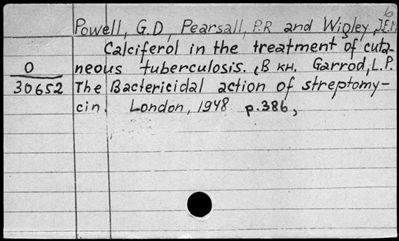 6
Powell, G.D, Pearsall, P.R and Wigley, J.E.M
Calciferol in the treatment of cuta-
0 neous tuberculosis. (В кн. Garrod, L.P.
30652 The Bactericidal action of streptomy-
cin. London, 1948 p.386,